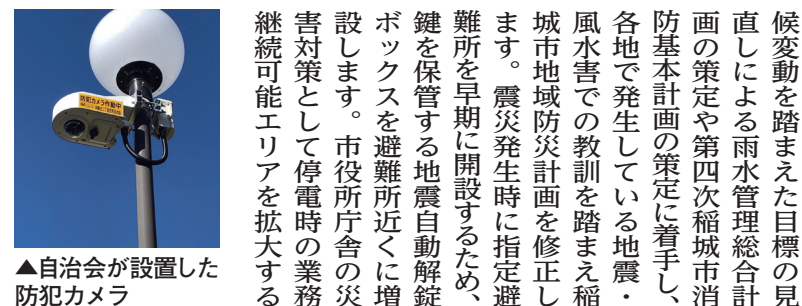 候変動を踏まえた目標の見
直しによる雨水管理総合計
画の策定や第四次稲城市消
防基本計画の策定に着手し、
各地で発生している地震・
風水害での教訓を踏まえ稲
城市地域防災計画を修正し
ます。震災発生時に指定避
難所を早期に開設するため、
鍵を保管する地震自動解錠
ボックスを避難所近くに増
設します。市役所庁舎の災
害対策として停電時の業務
継続可能エリアを拡大する
防犯カメラ作動中
▲自治会が設置した
防犯カメラ